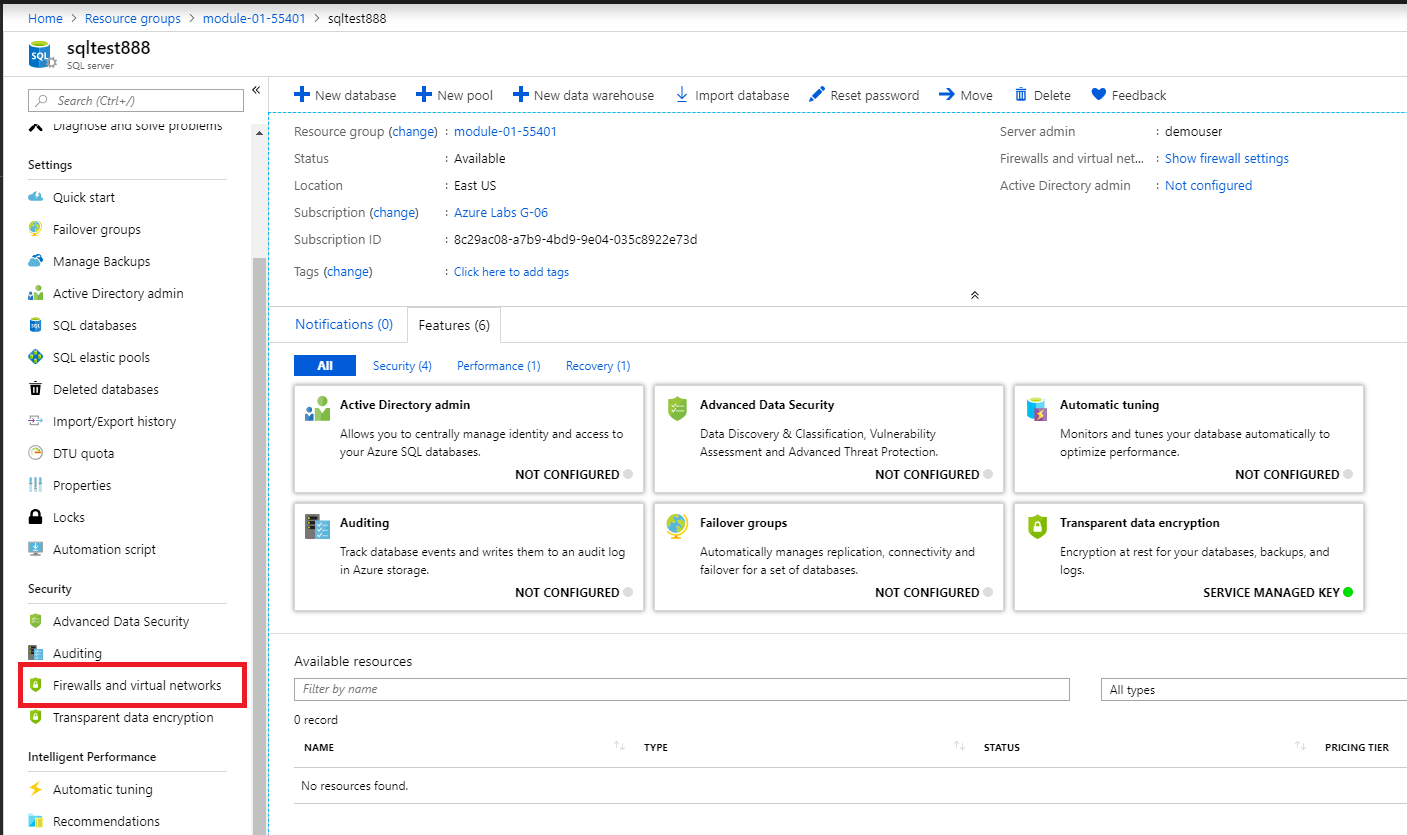 Home > Resource groups > module-01-55401 > sqltest888
SQL
sqltest888
SQL server
Search (Ctrl+/)
«
Diagnose and solve problems
Settings
Quick start
Failover groups
Manage Backups
Active Directory admin
SQL databases
SQL elastic pools
Deleted databases
Import/Export history
DTU quota
Properties
Locks
Automation script
Security
Advanced Data Security
Auditing
Firewalls and virtual networks
Transparent data encryption
Intelligent Performance
Automatic tuning
Recommendations
New database New pool New data warehouse Import database Reset password Move Delete Feedback
Resource group (change) : module-01-55401
Status : Available
Location : East US
Subscription (change) : Azure Labs G-06
Subscription ID : 8c29ac08-a7b9-4bd9-9e04-035c8922e73d
Tags (change) : Click here to add tags
Server admin : demouser
Firewalls and virtual net... : Show firewall settings
Active Directory admin : Not configured
Notifications (0) Features (6)
All Security (4) Performance (1) Recovery (1)
Active Directory admin
Allows you to centrally manage identity and access to
your Azure SQL databases.
NOT CONFIGURED
Advanced Data Security
Data Discovery & Classification, Vulnerability
Assessment and Advanced Threat Protection.
NOT CONFIGURED
Automatic tuning
Monitors and tunes your database automatically to
optimize performance.
NOT CONFIGURED
Auditing
Track database events and writes them to an audit log
in Azure storage.
NOT CONFIGURED
Failover groups
Automatically manages replication, connectivity and
failover for a set of databases.
NOT CONFIGURED
Transparent data encryption
Encryption at rest for your databases, backups, and
logs.
SERVICE MANAGED KEY
Available resources
Filter by name All types
0 record
NAME TYPE STATUS PRICING TIER
No resources found.